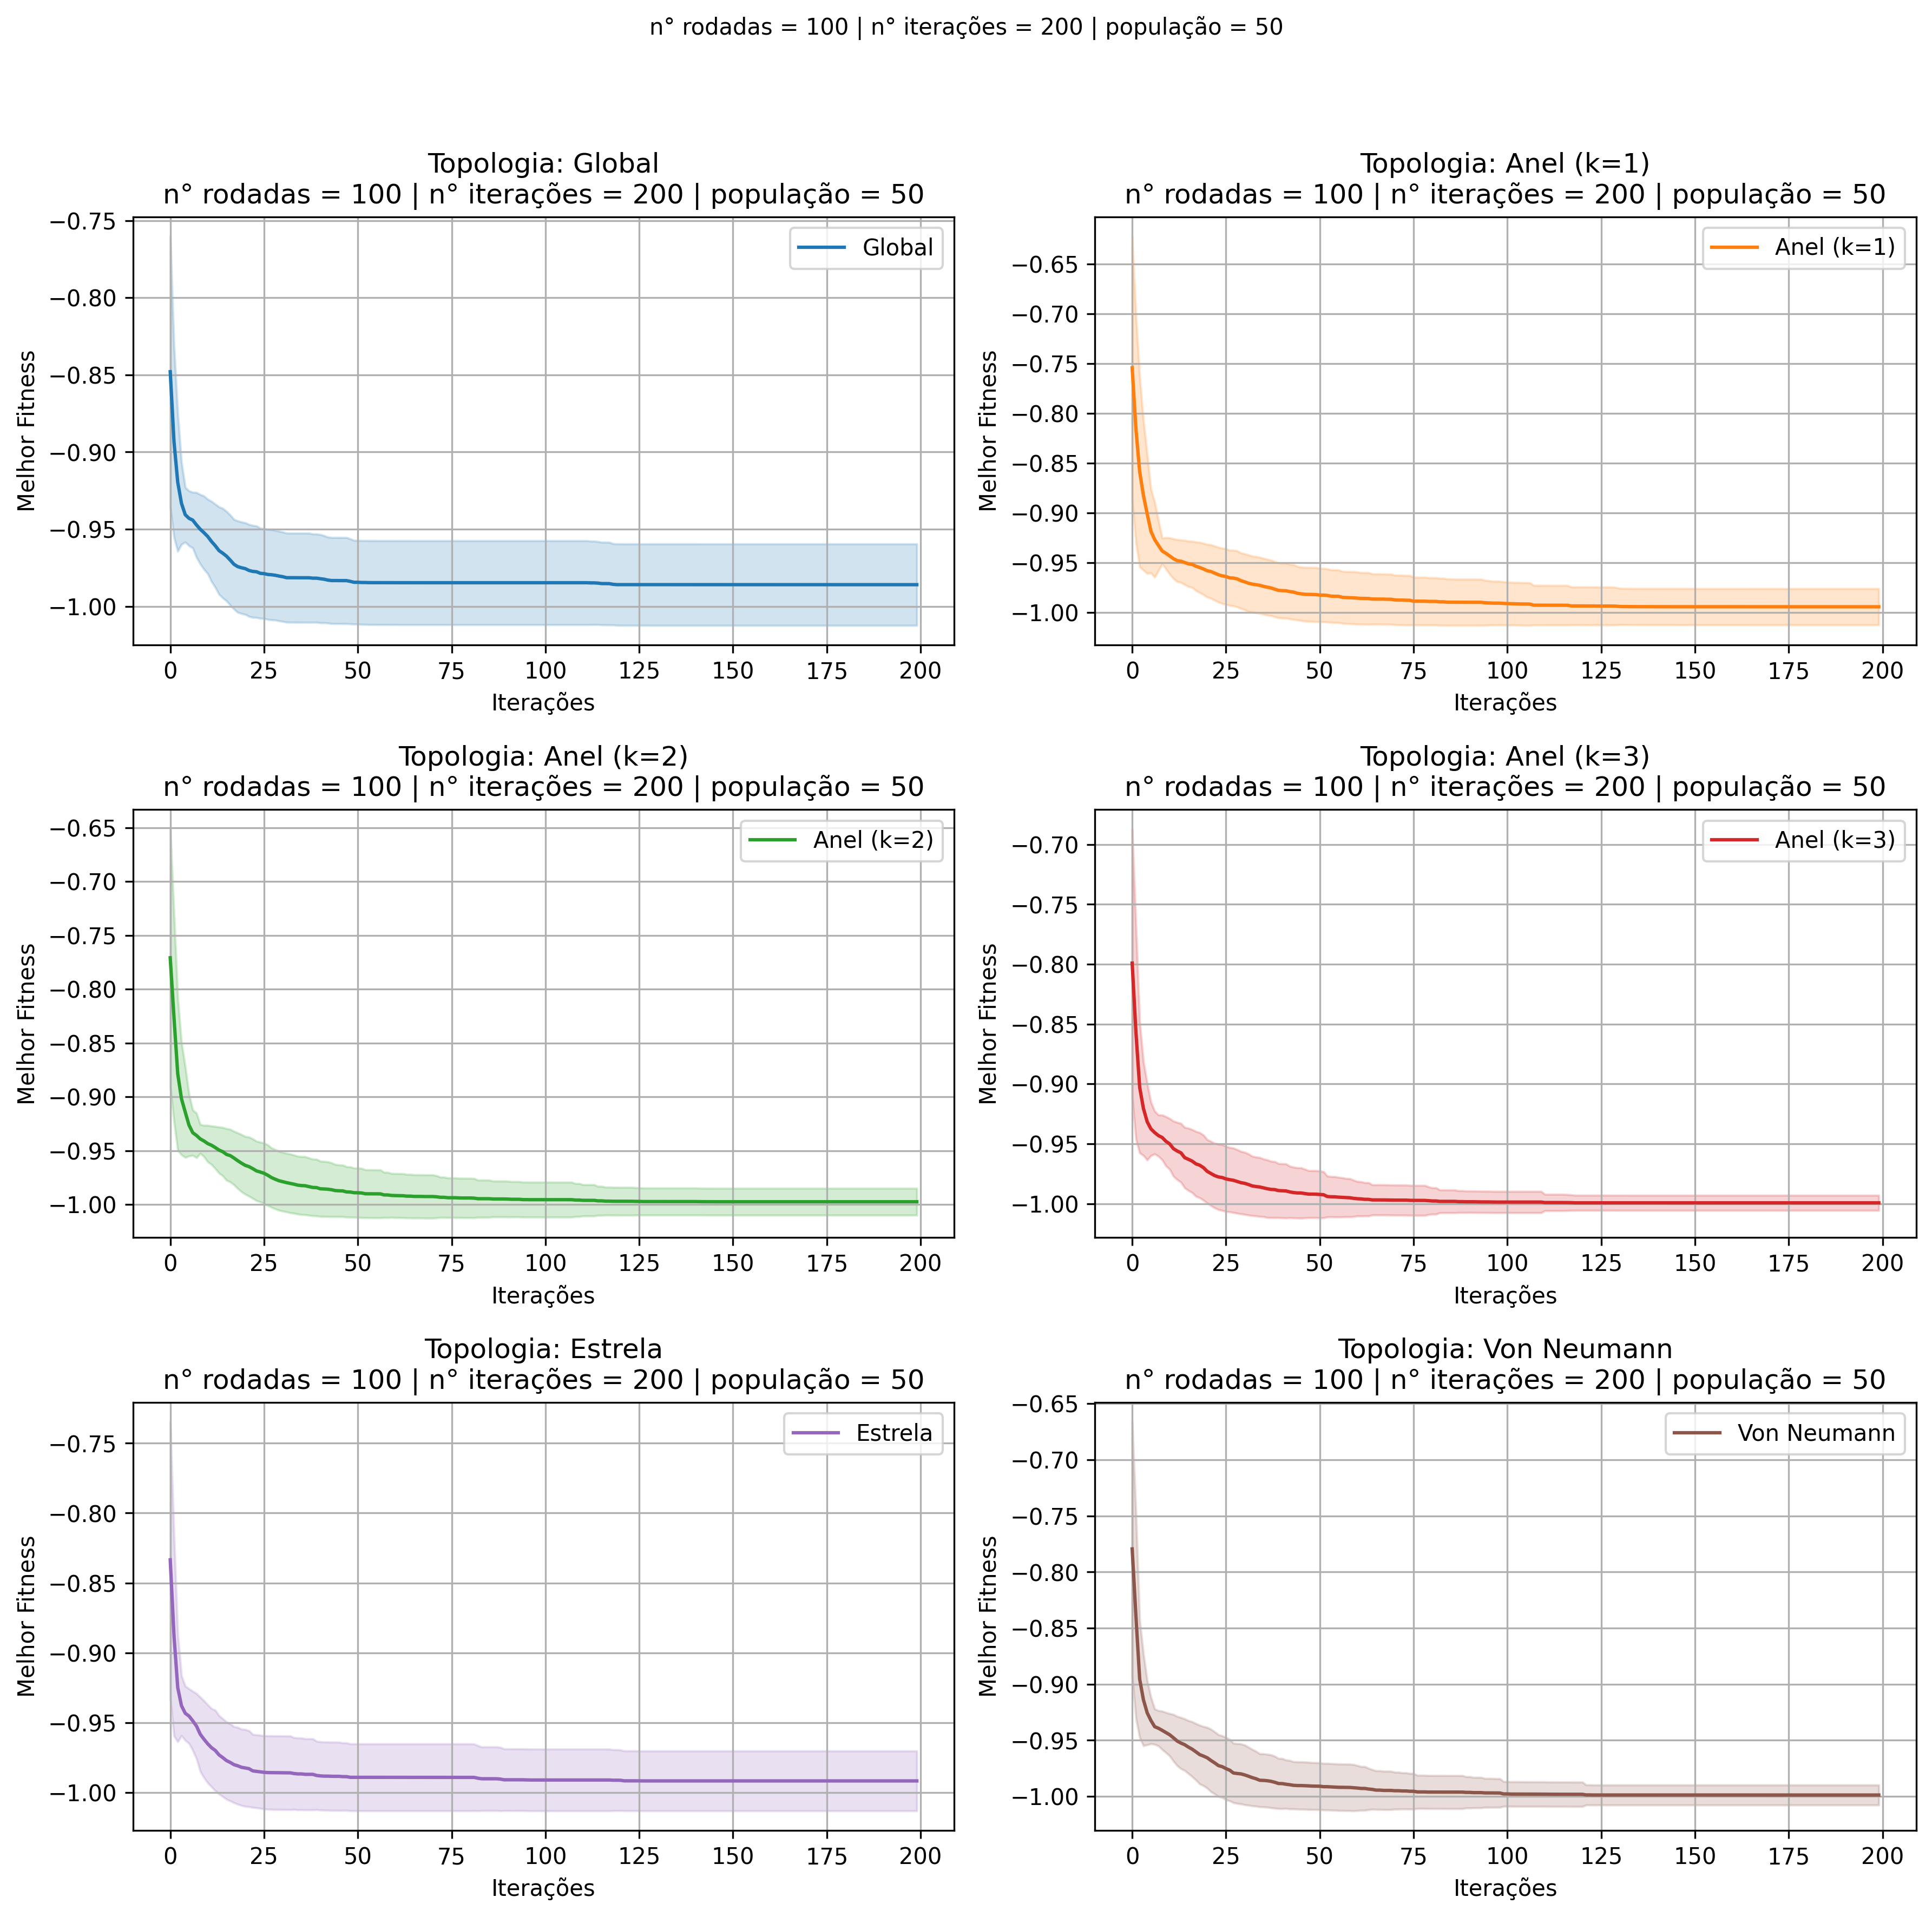 n° rodadas = 100 | n° iterações = 200 | população = 50
Topologia: Global
n° rodadas = 100 | n° iterações = 200 | população = 50
Melhor Fitness
−0.75
−0.80
−0.85
−0.90
−0.95
−1.00
Global
0 25 50 75 100 125 150 175 200
Iterações
Topologia: Anel (k=1)
n° rodadas = 100 | n° iterações = 200 | população = 50
Melhor Fitness
−0.65
−0.70
−0.75
−0.80
−0.85
−0.90
−0.95
−1.00
Anel (k=1)
0 25 50 75 100 125 150 175 200
Iterações
Topologia: Anel (k=2)
n° rodadas = 100 | n° iterações = 200 | população = 50
Melhor Fitness
−0.65
−0.70
−0.75
−0.80
−0.85
−0.90
−0.95
−1.00
Anel (k=2)
0 25 50 75 100 125 150 175 200
Iterações
Topologia: Anel (k=3)
n° rodadas = 100 | n° iterações = 200 | população = 50
Melhor Fitness
−0.70
−0.75
−0.80
−0.85
−0.90
−0.95
−1.00
Anel (k=3)
0 25 50 75 100 125 150 175 200
Iterações
Topologia: Estrela
n° rodadas = 100 | n° iterações = 200 | população = 50
Melhor Fitness
−0.75
−0.80
−0.85
−0.90
−0.95
−1.00
Estrela
0 25 50 75 100 125 150 175 200
Iterações
Topologia: Von Neumann
n° rodadas = 100 | n° iterações = 200 | população = 50
Melhor Fitness
−0.65
−0.70
−0.75
−0.80
−0.85
−0.90
−0.95
−1.00
Von Neumann
0 25 50 75 100 125 150 175 200
Iterações